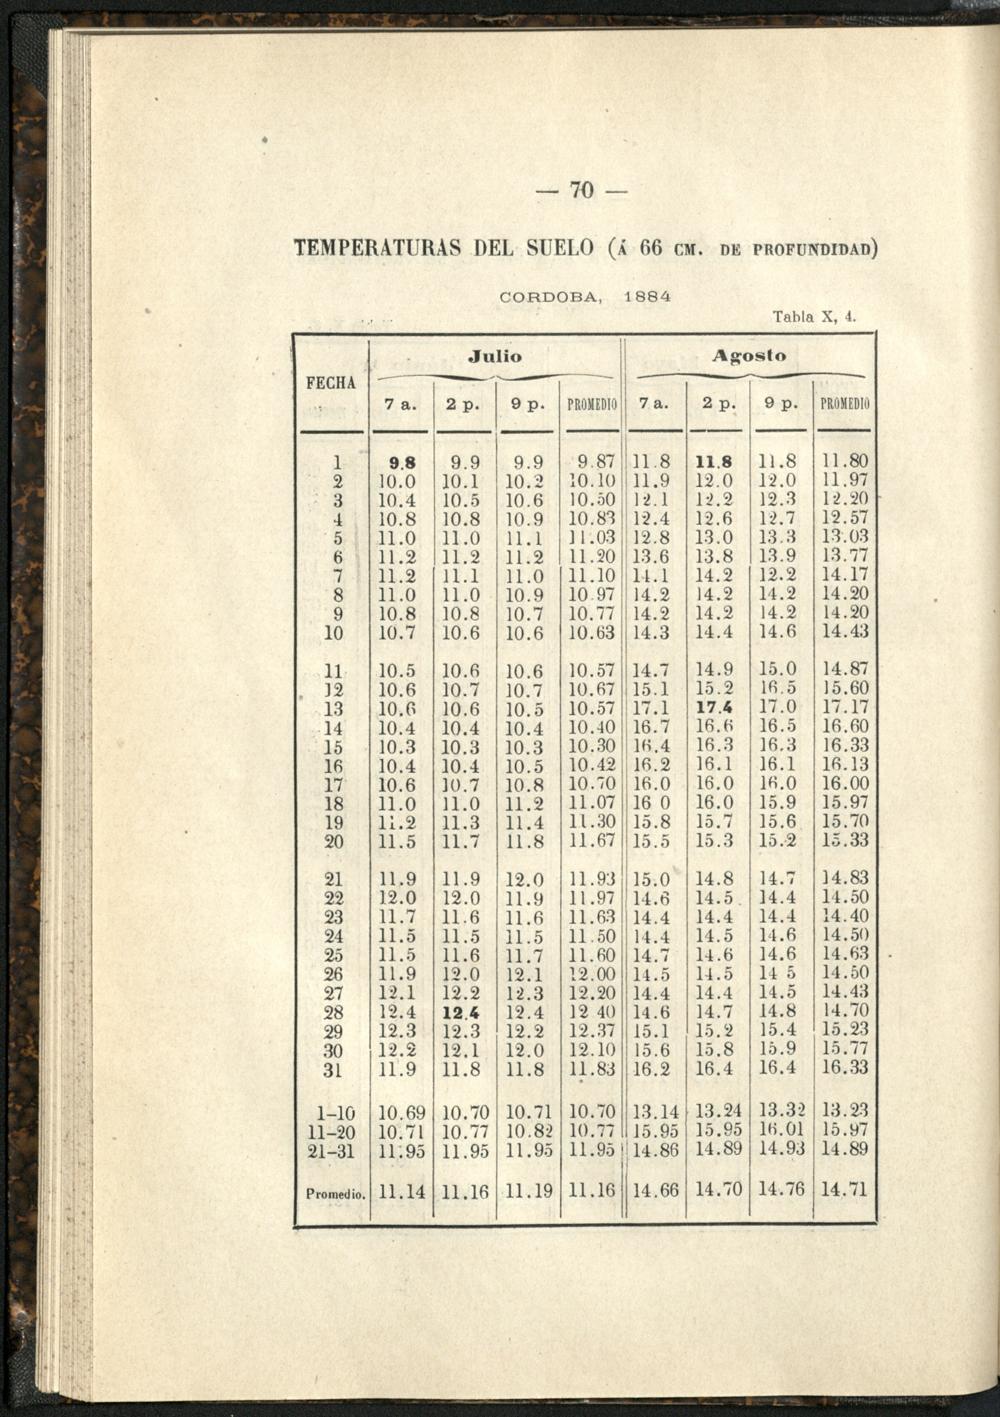 — 70 —
TEMPERATURAS DEL SUELO (Á 66 CM. DE PROFUNDIDAD)
CORDOBA, 1884
Tabla X, 4.
FECHA Julio Agosto
7 a. 2 p. 9 p. PROMEDIO 7 a. 2 p. 9 p. PROMEDIO
1 9.8 9.9 9.9 9.87 11.8 11.8 11.8 11.80
2 10.0 10.1 10.2 10.10 11.9 12.0 12.0 11.97
3 10.4 10.5 10.6 10.50 12.1 12.2 12.3 12.20
4 10.8 10.8 10.9 10.83 12.4 12.6 12.7 12.57
5 11.0 11.0 11.1 11.03 12.8 13.0 13.3 13.03
6 11.2 11.2 11.2 11.20 13.6 13.8 13.9 13.77
7 11.2 11.1 11.0 11.10 14.1 14.2 12.2 14.17
8 11.0 11.0 10.9 10 97 14.2 14.2 14.2 14.20
9 10.8 10.8 10.7 10.77 14.2 14.2 14.2 14.20
10 10.7 10.6 10.6 10.63 14.3 14.4 14.6 14.43
11 10.5 10.6 10.6 10.57 14.7 14.9 15.0 14.87
12 10.6 10.7 10.7 10.67 15.1 15.2 16.5 15.60
13 10.6 10.6 10.5 10.57 17.1 17.4 17.0 17.17
14 10.4 10.4 10.4 10.40 16.7 16.6 16.5 16.60
15 10.3 10.3 10.3 10.30 16.4 16.3 16.3 16.33
16 10.4 10.4 10.5 10.42 16.2 16.1 16.1 16.13
17 10.6 10.7 10.8 10.70 16.0 16.0 16.0 16.00
18 11.0 11.0 11.2 11.07 16 0 16.0 15.9 15.97
19 11.2 11.3 11.4 11.30 15.8 15.7 15.6 15.70
20 11.5 11.7 11.8 11.67 15.5 15.3 15.2 15.33
21 11.9 11.9 12.0 11.93 15.0 14.8 14.7 14.83
22 12.0 12.0 11.9 11.97 14.6 14.5 14.4 14.50
23 11.7 11.6 11.6 11.63 14.4 14.4 14.4 14.40
24 11.5 11.5 11.5 11.50 14.4 14.5 14.6 14.50
25 11.5 11.6 11.7 11.60 14.7 14.6 14.6 14.63
26 11.9 12.0 12.1 12.00 14.5 14.5 14 5 14.50
27 12.1 12.2 12.3 12.20 14.4 14.4 14.5 14.43
28 12.4 12.4 12.4 12 40 14.6 14.7 14.8 14.70
29 12.3 12.3 12.2 12.37 15.1 15.2 15.4 15.23
30 12.2 12.1 12.0 12.10 15.6 15.8 15.9 15.77
31 11.9 11.8 11.8 11.83 16.2 16.4 16.4 16.33
1–10 10.69 10.70 10.71 10.70 13.14 13.24 13.32 13.23
11–20 10.71 10.77 10.82 10.77 15.95 15.95 16.01 15.97
21–31 11.95 11.95 11.95 11.95 14.86 14.89 14.93 14.89
Promedio. 11.14 11.16 11.19 11.16 14.66 14.70 14.76 14.71